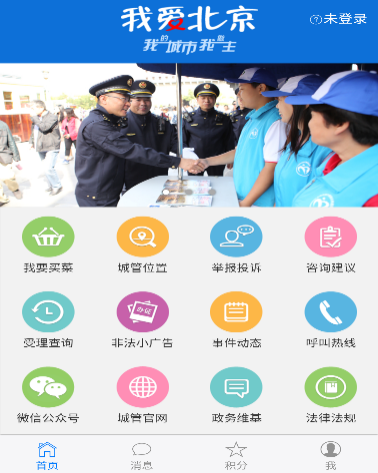 我爱北京
我的城市我做主
未登录
我要买菜
城管位置
举报投诉
咨询建议
办证
受理查询
非法小广告
事件动态
呼叫热线
微信公众号
城管官网
政务维基
法律法规
首页
消息
积分
我